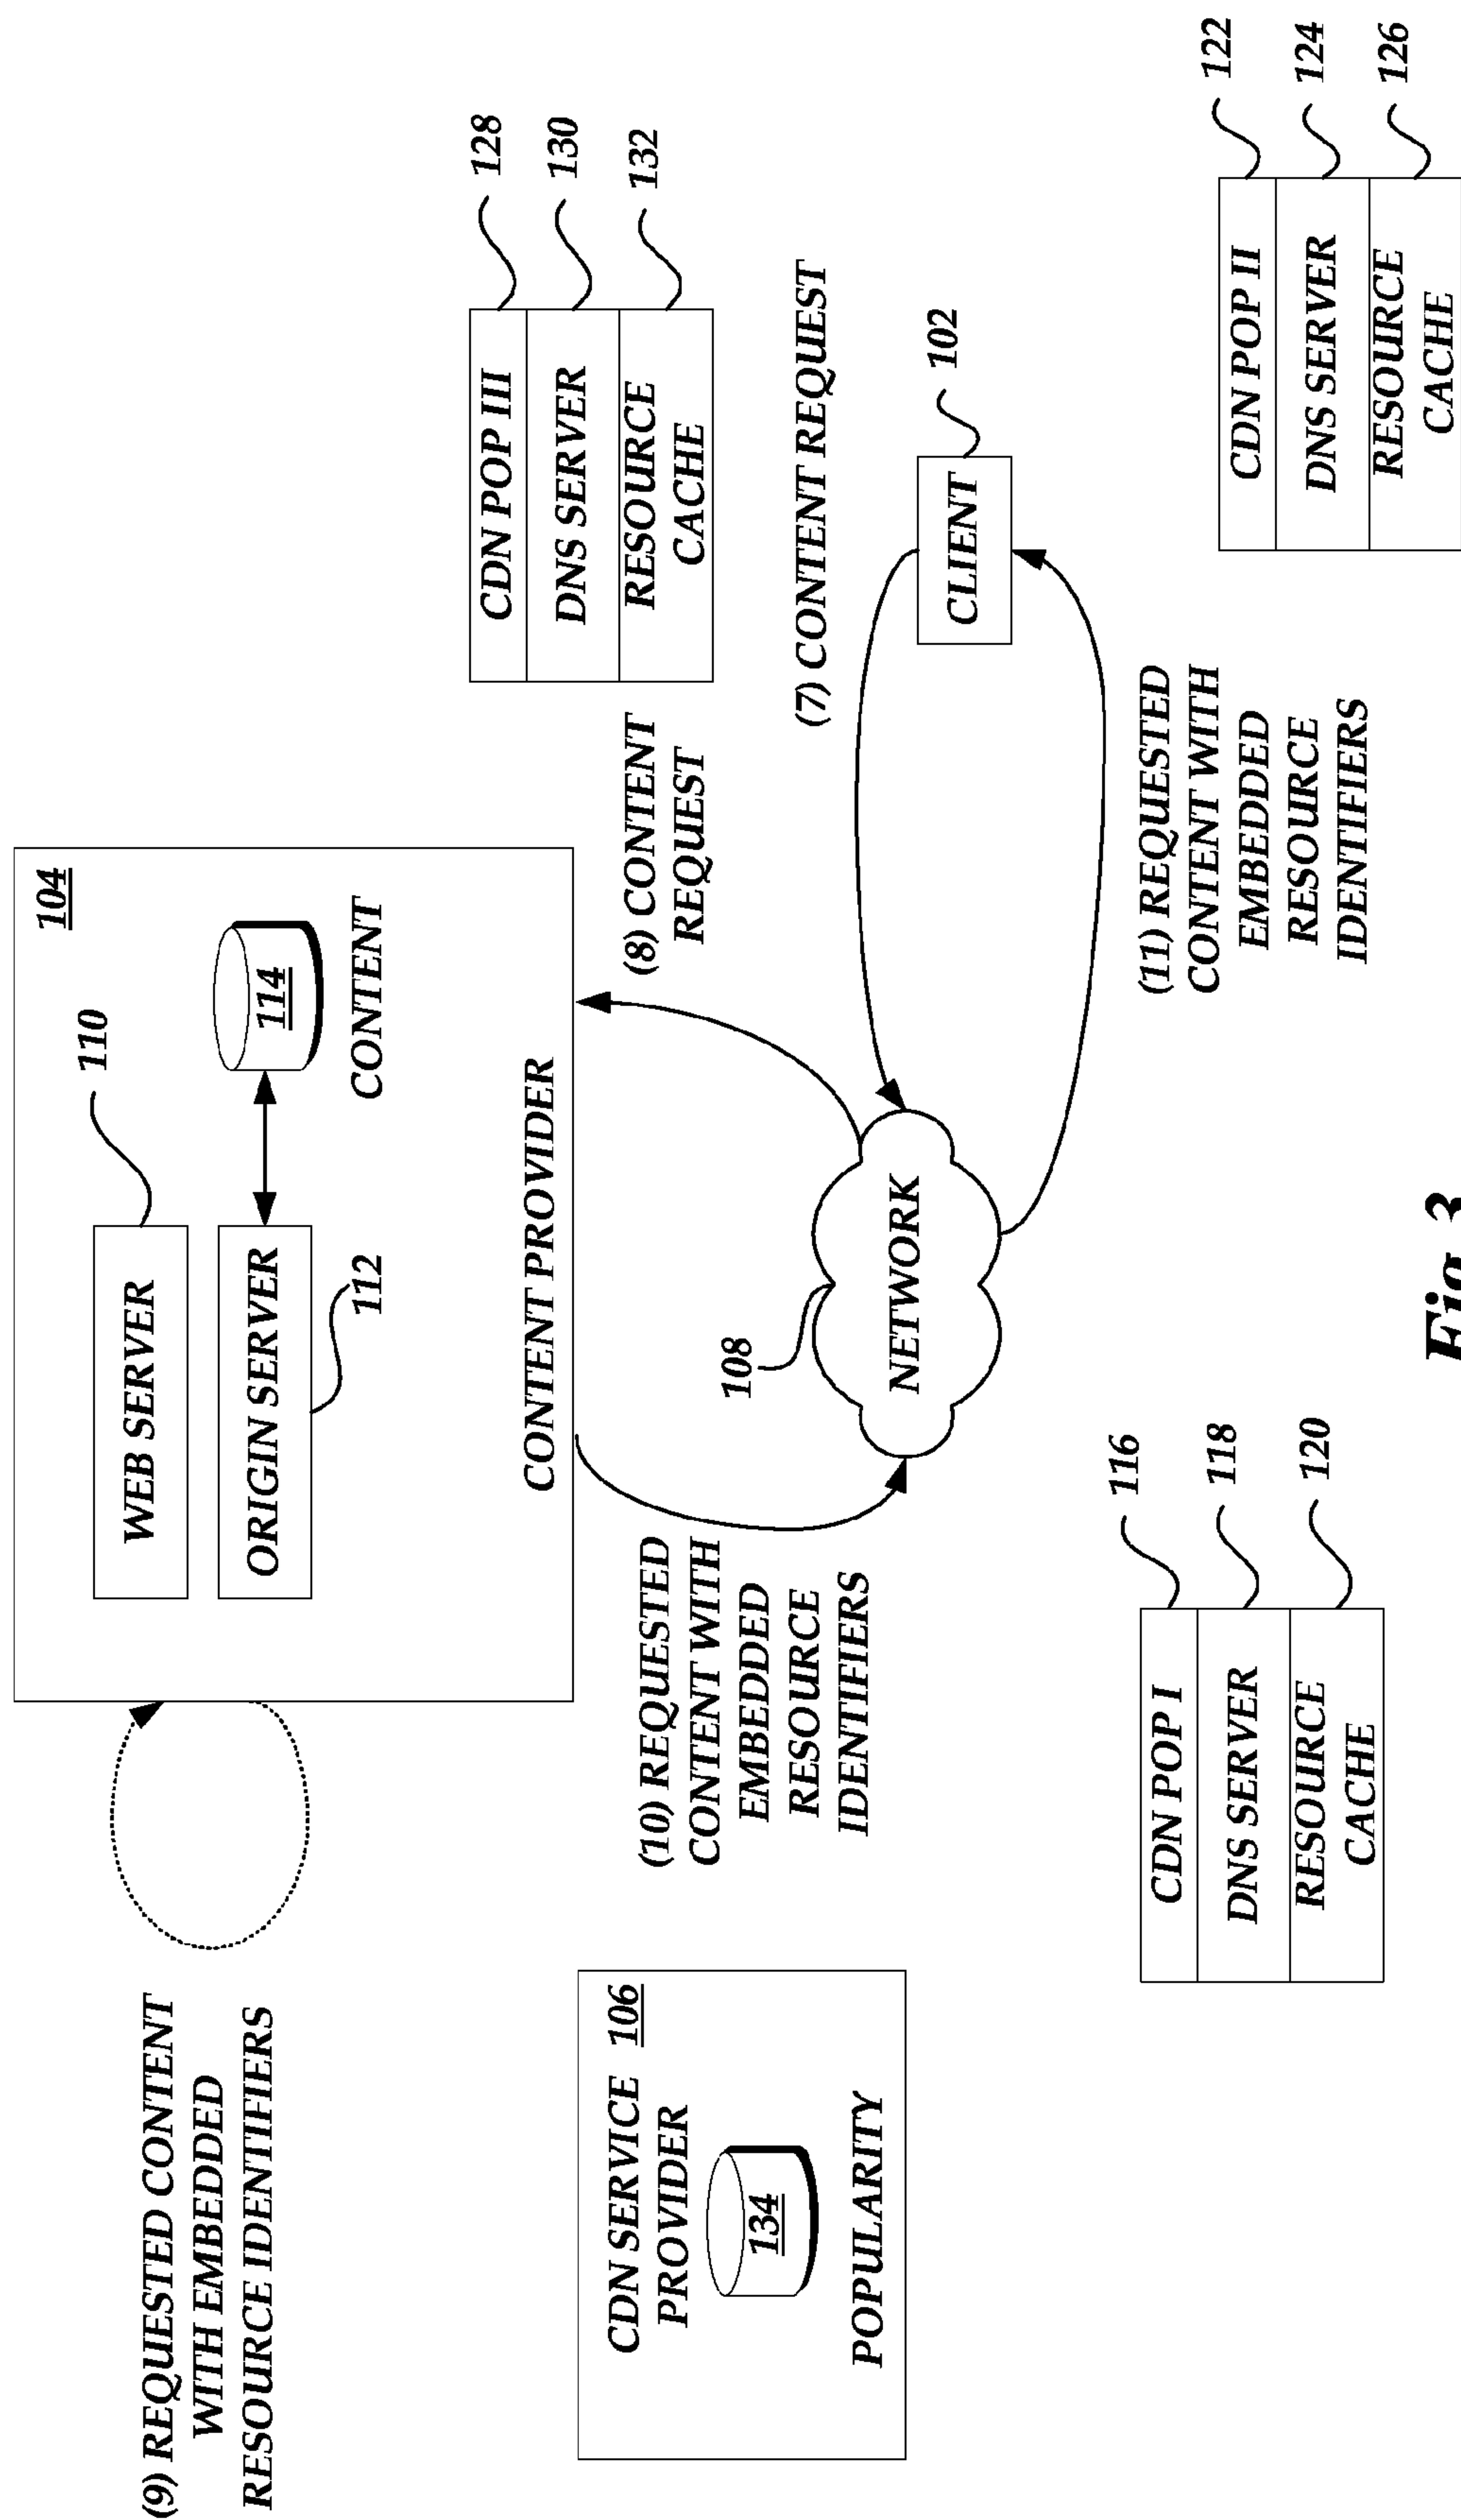 (9) REQUESTED CONTENT
WITH EMBEDDED
RESOURCE IDENTIFIERS
104
110
WEB SERVER
ORIGIN SERVER
112
114
CONTENT
CONTENT PROVIDER
128
130
132
CDN POP III
DNS SERVER
RESOURCE
CACHE
CDN SERVICE
PROVIDER
106
134
POPULARITY
(10) REQUESTED
CONTENT WITH
EMBEDDED
RESOURCE
IDENTIFIERS
108
NETWORK
(8) CONTENT
REQUEST
(7) CONTENT REQUEST
CLIENT
102
(11) REQUESTED
CONTENT WITH
EMBEDDED
RESOURCE
IDENTIFIERS
CDN POP I
DNS SERVER
RESOURCE
CACHE
116
118
120
CDN POP II
DNS SERVER
RESOURCE
CACHE
122
124
126
Fig. 3